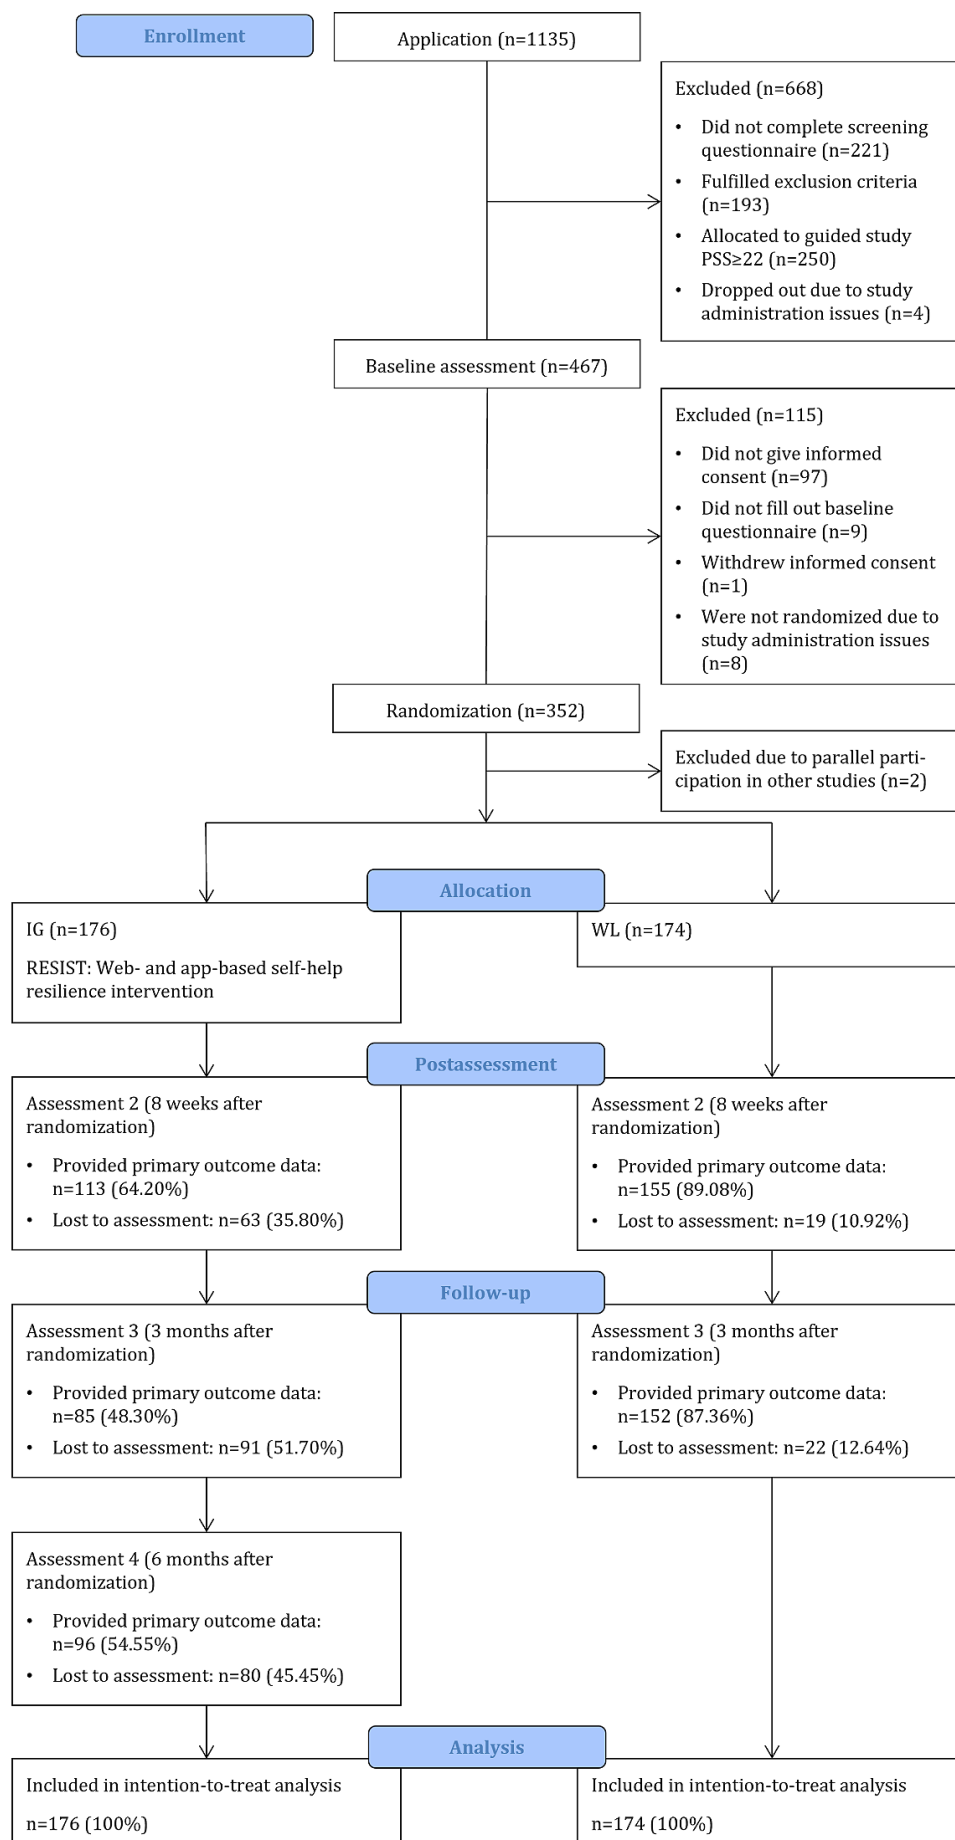 Enrollment
Application (n=1135)
Excluded (n=668)
• Did not complete screening
questionnaire (n=221)
• Fulfilled exclusion criteria
(n=193)
• Allocated to guided study
PSS≥22 (n=250)
• Dropped out due to study
administration issues (n=4)
Baseline assessment (n=467)
Excluded (n=115)
• Did not give informed
consent (n=97)
• Did not fill out baseline
questionnaire (n=9)
• Withdrew informed consent
(n=1)
• Were not randomized due to
study administration issues
(n=8)
Randomization (n=352)
Excluded due to parallel parti-
cipation in other studies (n=2)
Allocation
IG (n=176)
RESIST: Web- and app-based self-help
resilience intervention
WL (n=174)
Postassessment
Assessment 2 (8 weeks after
randomization)
• Provided primary outcome data:
n=113 (64.20%)
• Lost to assessment: n=63 (35.80%)
Assessment 2 (8 weeks after
randomization)
• Provided primary outcome data:
n=155 (89.08%)
• Lost to assessment: n=19 (10.92%)
Follow-up
Assessment 3 (3 months after
randomization)
• Provided primary outcome data:
n=85 (48.30%)
• Lost to assessment: n=91 (51.70%)
Assessment 3 (3 months after
randomization)
• Provided primary outcome data:
n=152 (87.36%)
• Lost to assessment: n=22 (12.64%)
Assessment 4 (6 months after
randomization)
• Provided primary outcome data:
n=96 (54.55%)
• Lost to assessment: n=80 (45.45%)
Analysis
Included in intention-to-treat analysis
n=176 (100%)
Included in intention-to-treat analysis
n=174 (100%)